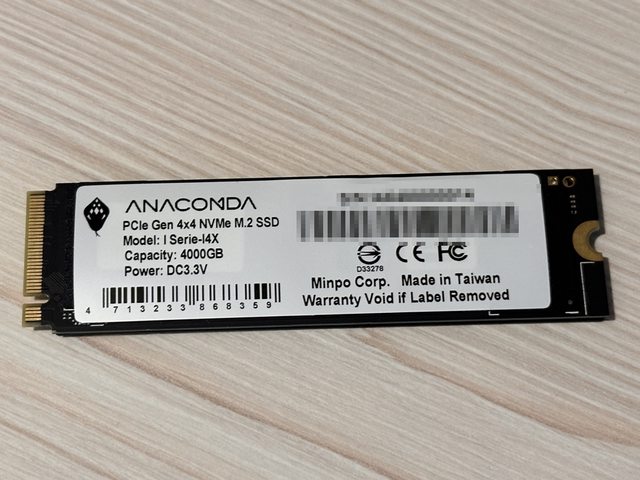 ANACOMDA
PCIe Gen 4x4 NVMe M.2 SSD
Model: I Serie-I4X
Capacity: 4000GB
Power: DC3.3V
4 713233 868359
D33278
CE FC
Minpo Corp. Made in Taiwan
Warranty Void if Label Removed